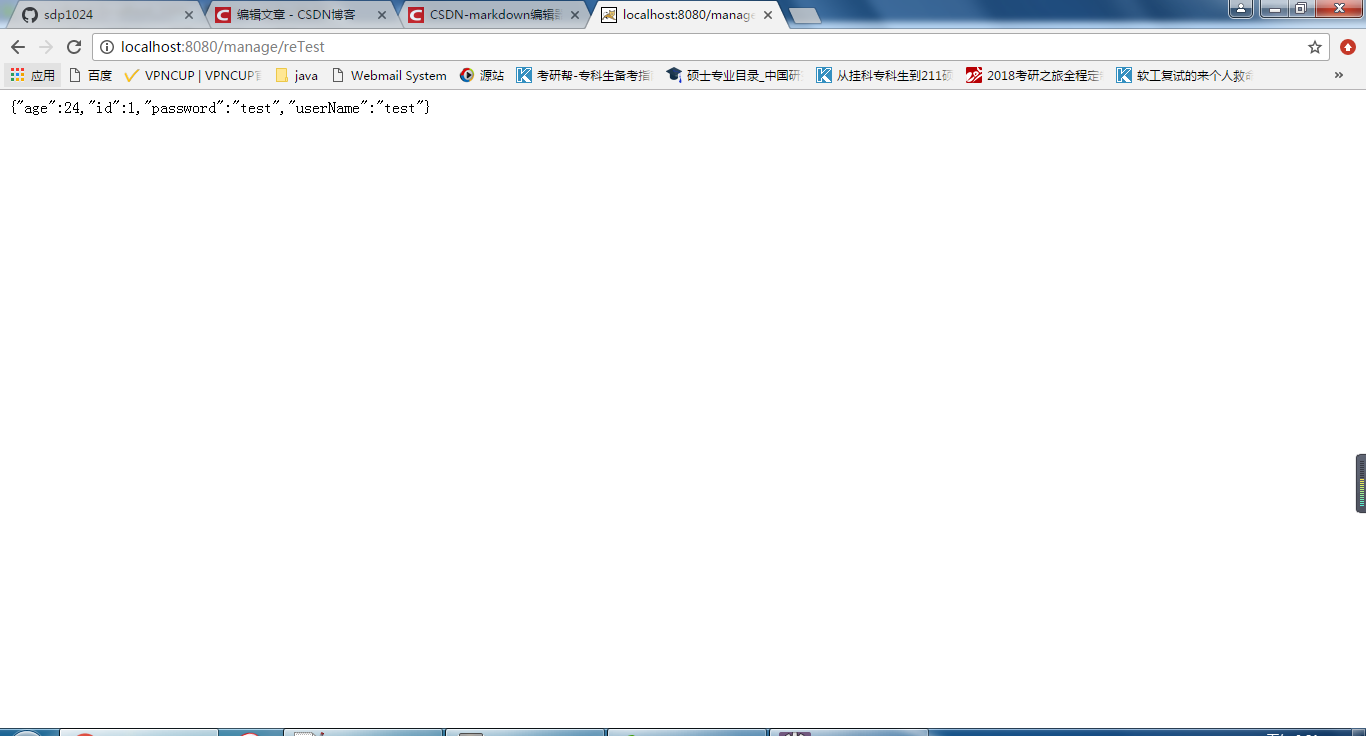 sdp1024
编辑文章 - CSDN博客
CSDN-markdown编辑
localhost:8080/manage
localhost:8080/manage/reTest
应用
百度
VPNCUP | VPNCUP
java
Webmail System
源站
考研帮-专科生备考指
硕士专业目录_中国研
从挂科专科生到211硕
2018考研之旅全程定
软工复试的来个人救命
»
{"age":24,"id":1,"password":"test","userName":"test"}